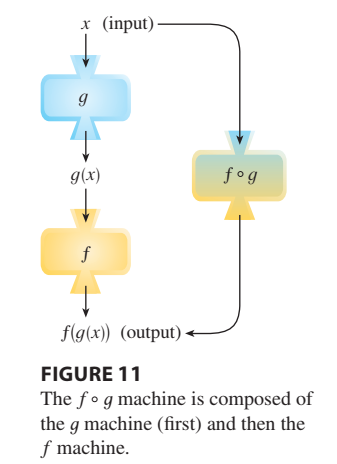 x (input)
g
g(x)
f ∘ g
f
f(g(x)) (output)
FIGURE 11
The f ∘ g machine is composed of
the g machine (first) and then the
f machine.